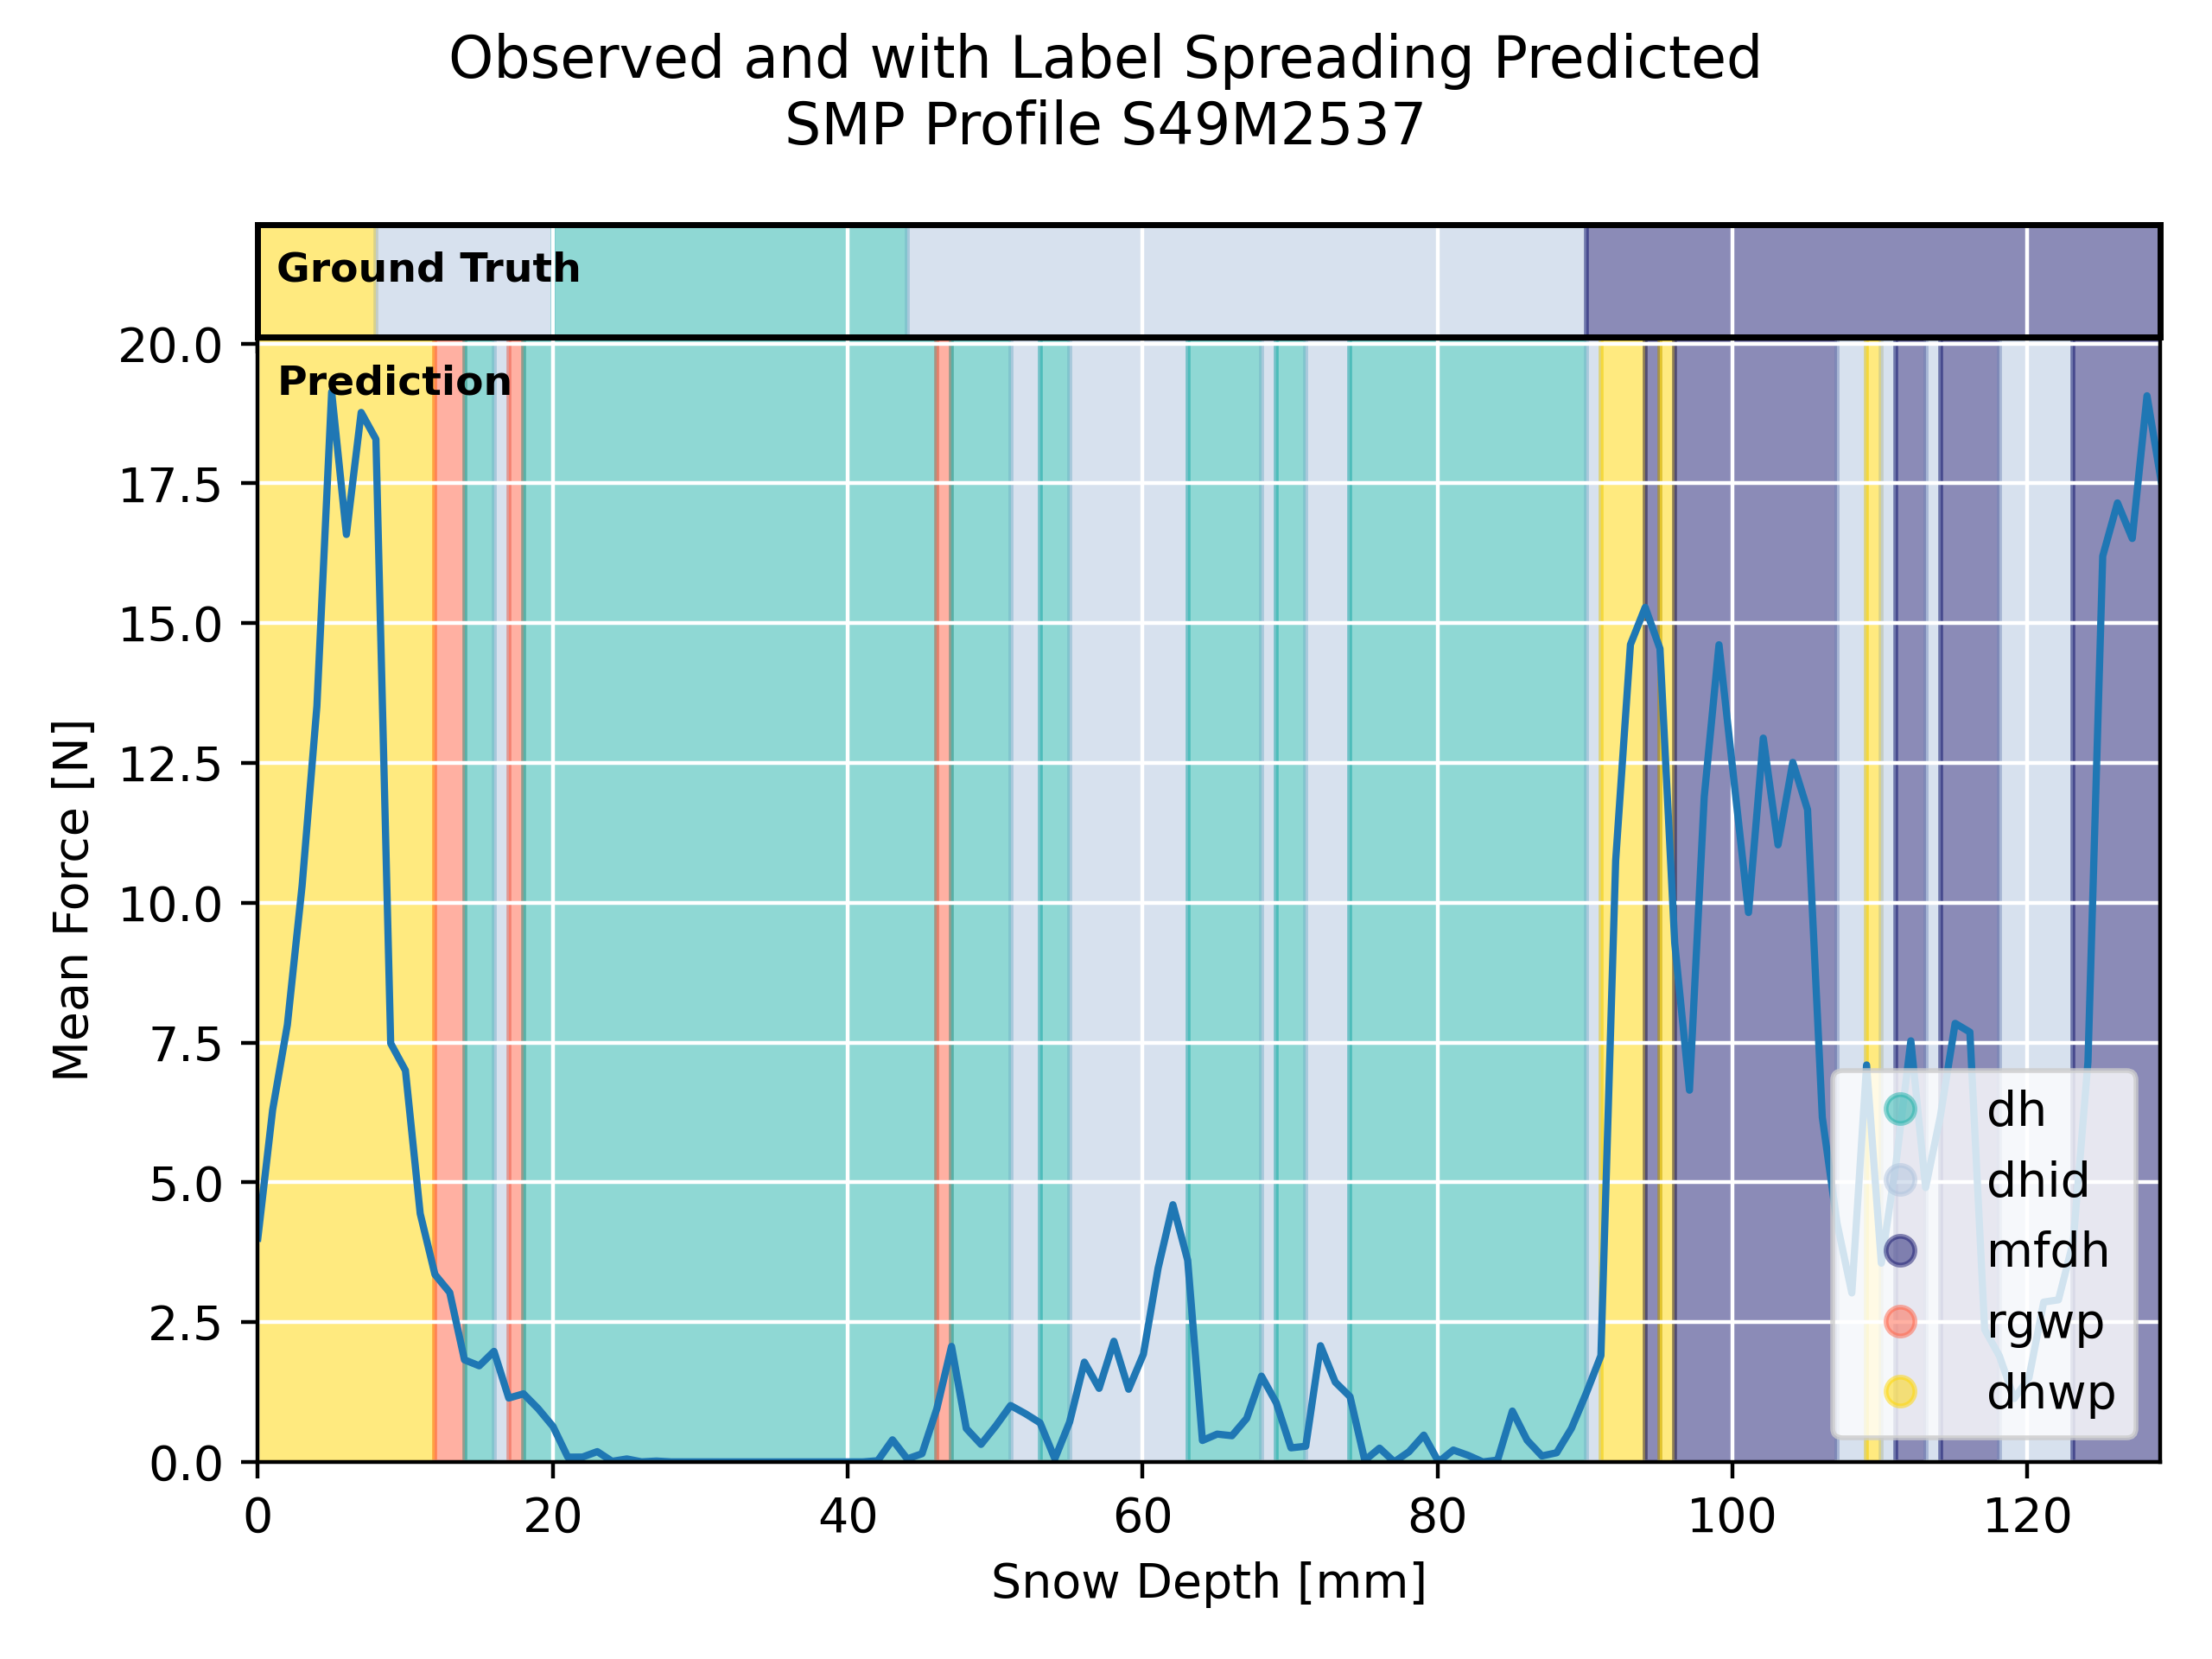 Observed and with Label Spreading Predicted
SMP Profile S49M2537
Ground Truth
Prediction
20.0
17.5
15.0
12.5
10.0
7.5
5.0
2.5
0.0
Mean Force [N]
dh
dhid
mfdh
rgwp
dhwp
0 20 40 60 80 100 120
Snow Depth [mm]